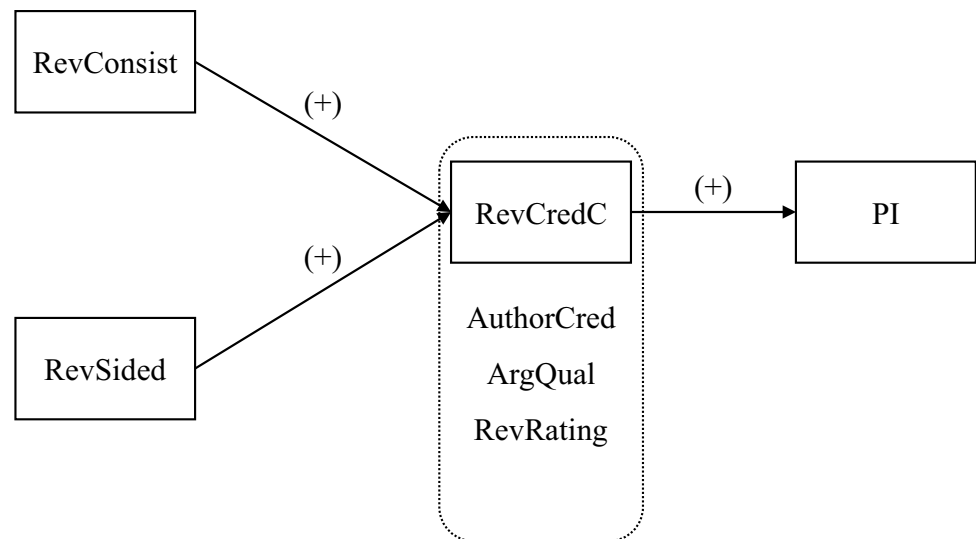 RevConsist
(+)
RevCredC
(+)
PI
(+)
RevSided
AuthorCred
ArgQual
RevRating